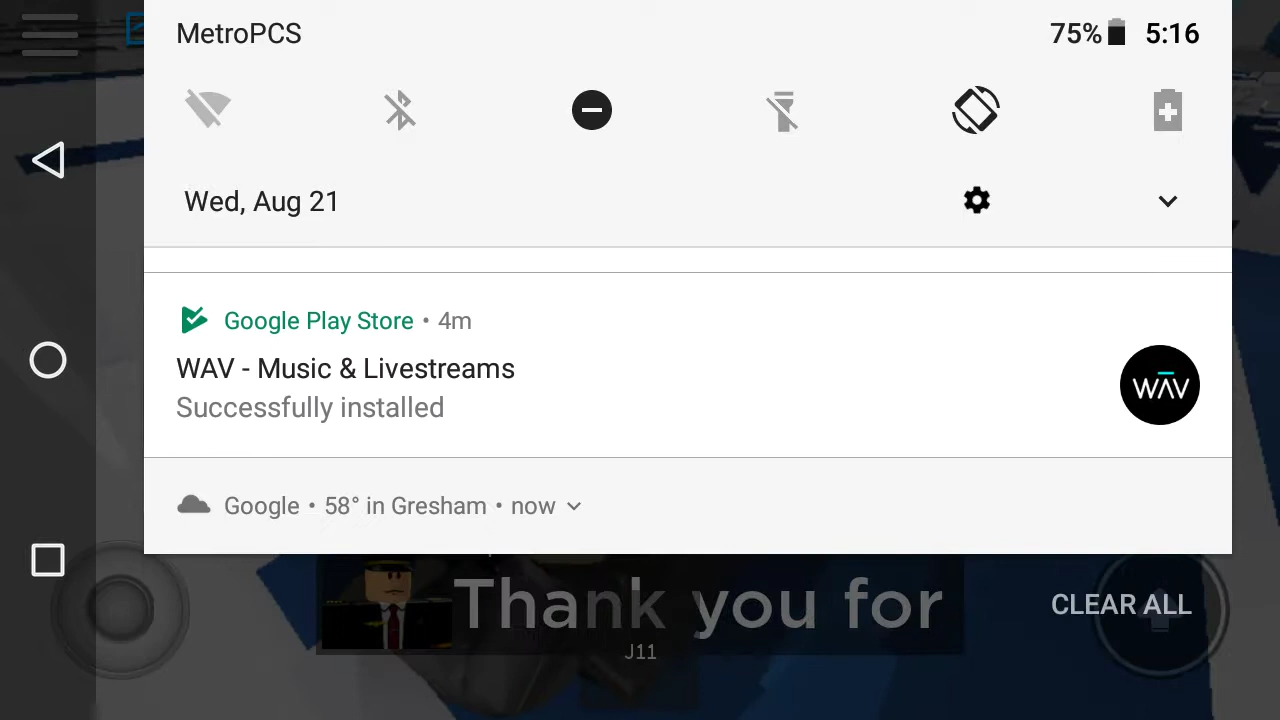 MetroPCS
75% 5:16
Wed, Aug 21
Google Play Store • 4m
WAV - Music & Livestreams
Successfully installed
WAV
Google • 58° in Gresham • now
Thank you for
CLEAR ALL
J11